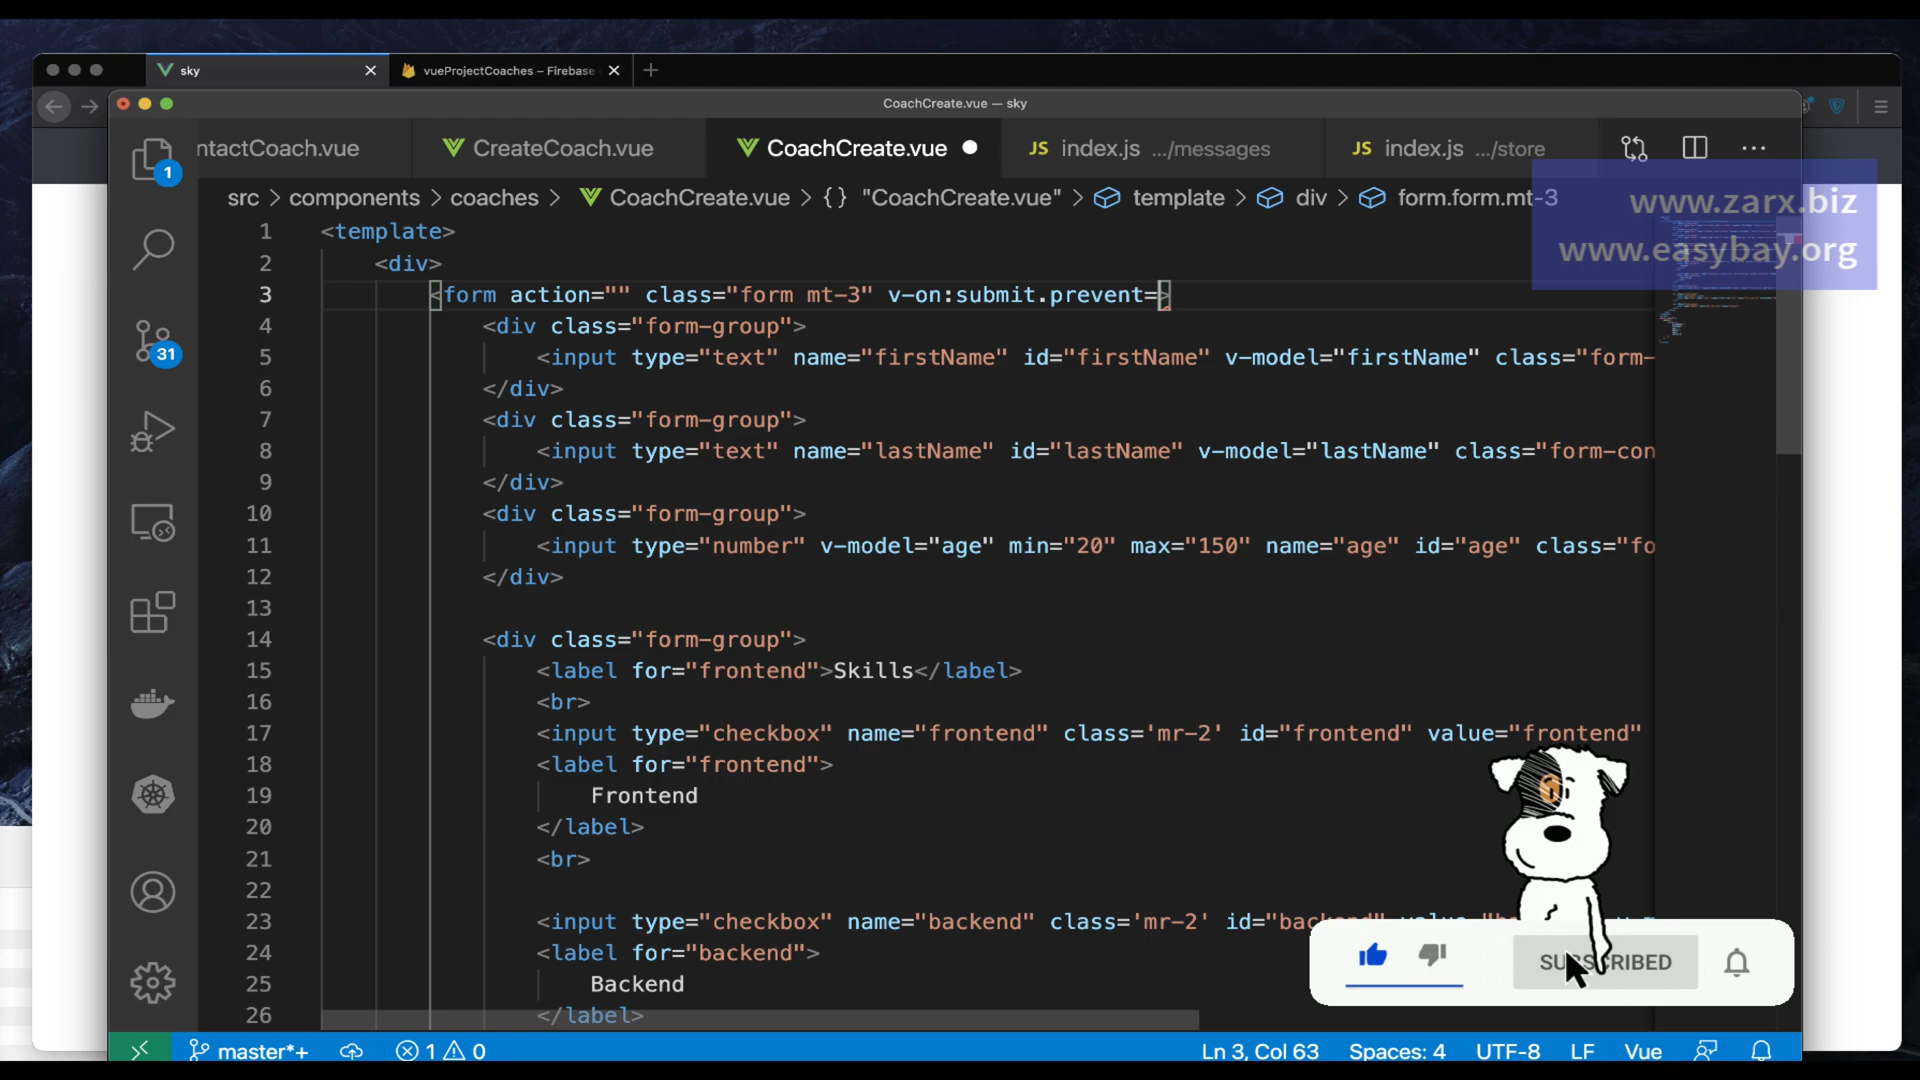 sky
vueProjectCoaches – Firebase
CoachCreate.vue — sky
ntactCoach.vue
CreateCoach.vue
CoachCreate.vue
JS index.js .../messages
JS index.js .../store
1
src > components > coaches > CoachCreate.vue > {} "CoachCreate.vue" > template > div > form.form.mt-3
www.zarx.biz
www.easybay.org
1 <template>
2 <div>
3 <form action="" class="form mt-3" v-on:submit.prevent=>
4 <div class="form-group">
5 <input type="text" name="firstName" id="firstName" v-model="firstName" class="form-
6 </div>
7 <div class="form-group">
8 <input type="text" name="lastName" id="lastName" v-model="lastName" class="form-con
9 </div>
10 <div class="form-group">
11 <input type="number" v-model="age" min="20" max="150" name="age" id="age" class="fo
12 </div>
13
14 <div class="form-group">
15 <label for="frontend">Skills</label>
16 <br>
17 <input type="checkbox" name="frontend" class='mr-2' id="frontend" value="frontend"
18 <label for="frontend">
19 Frontend
20 </label>
21 <br>
22
23 <input type="checkbox" name="backend" class='mr-2' id="backend"
24 <label for="backend">
25 Backend
26 </label>
31
SUBSCRIBED
master*+ 1 0 Ln 3, Col 63 Spaces: 4 UTF-8 LF Vue